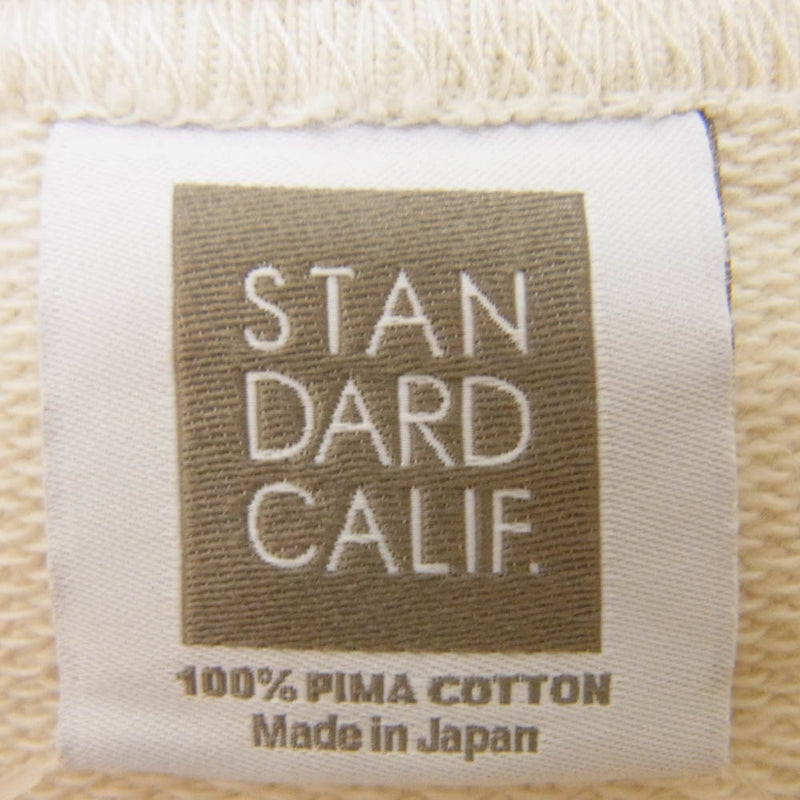 STAN
DARD
CALIF.
100% PIMA COTTON
Made in Japan